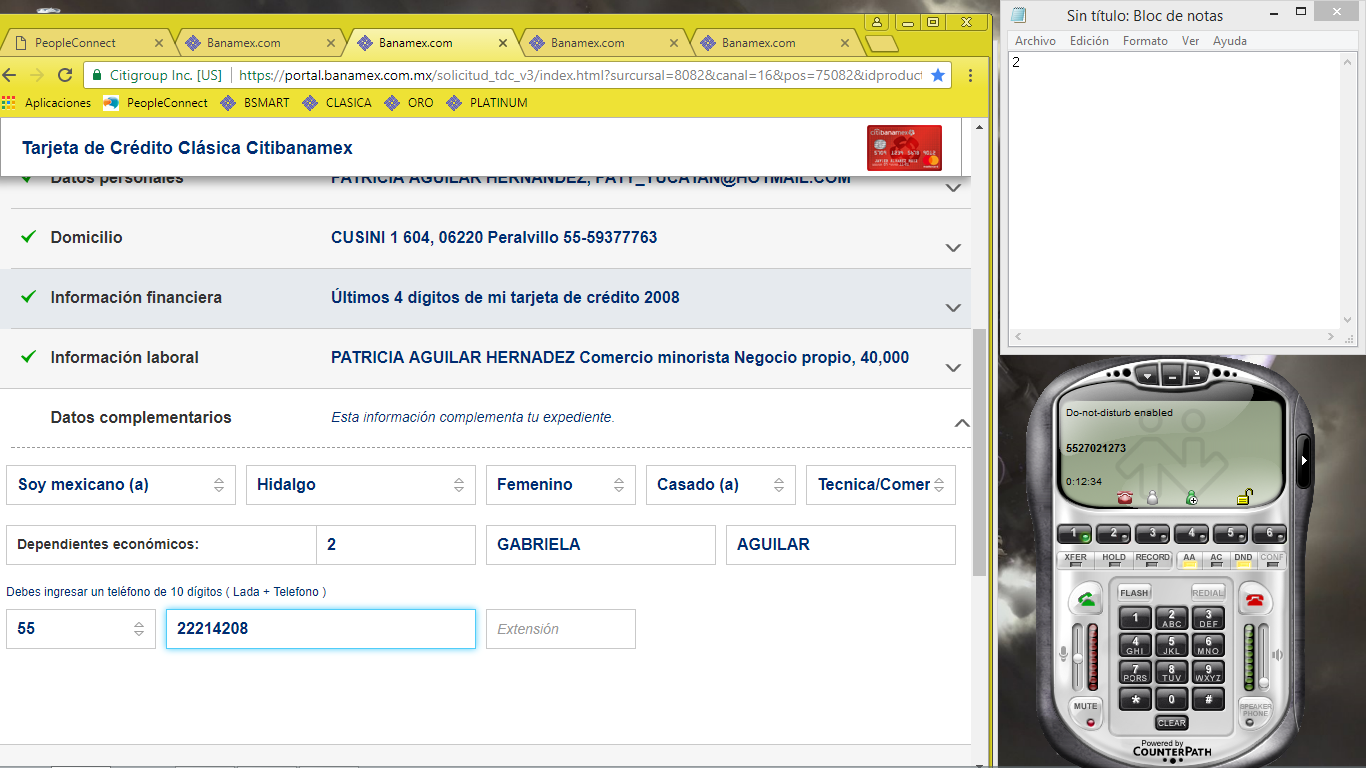 PeopleConnect
Banamex.com
Banamex.com
Banamex.com
Banamex.com
Citigroup Inc. [US]
https://portal.banamex.com.mx/solicitud_tdc_v3/index.html?sursursal=8082&canal=16&pos=75082&idproduct
Aplicaciones
PeopleConnect
BSMART
CLASICA
ORO
PLATINUM
Tarjeta de Crédito Clásica Citibanamex
Datos personales PATRICIA AGUILAR HERNANDEZ, PATY_YUCATAN@HOTMAIL.COM
Domicilio CUSINI 1 604, 06220 Peralvillo 55-59377763
Información financiera Últimos 4 dígitos de mi tarjeta de crédito 2008
Información laboral PATRICIA AGUILAR HERNADEZ Comercio minorista Negocio propio, 40,000
Datos complementarios Esta información complementa tu expediente.
Soy mexicano (a) Hidalgo Femenino Casado (a) Tecnica/Comer
Dependientes económicos: 2 GABRIELA AGUILAR
Debes ingresar un teléfono de 10 dígitos ( Lada + Telefono )
55 22214208 Extensión
Sin título: Bloc de notas
Archivo Edición Formato Ver Ayuda
2
Do-not-disturb enabled
5527021273
0:12:34
1 2 3 4 5 6
XFER HOLD RECORD AA AC DND CONF
FLASH REDIAL
1 2 ABC 3 DEF
4 GHI 5 JKL 6 MNO
7 PQRS 8 TUV 9 WXYZ
* 0 #
MUTE CLEAR SPEAKER PHONE
Powered by
COUNTERPATH